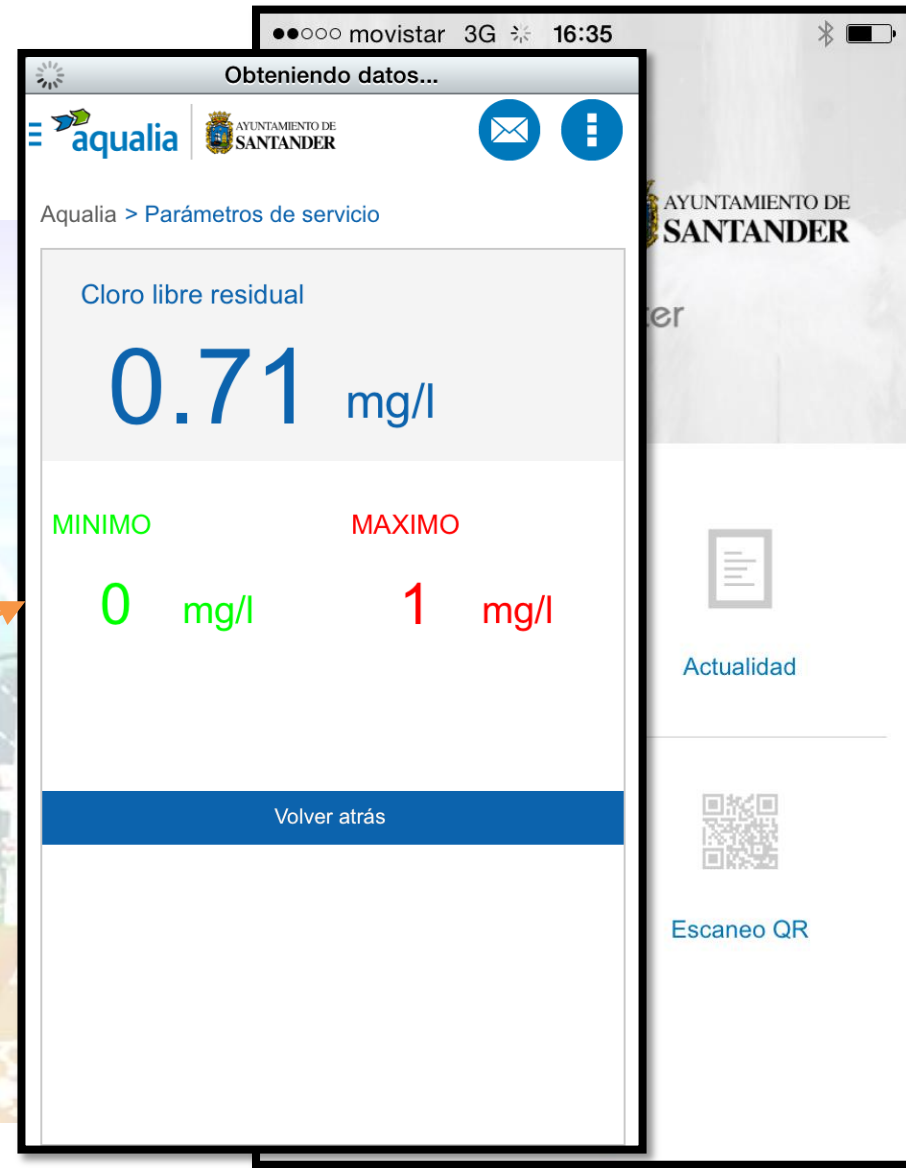 movistar 3G 16:35
Obteniendo datos...
aqualia
AYUNTAMIENTO DE
SANTANDER
Aqualia > Parámetros de servicio
Cloro libre residual
0.71 mg/l
MINIMO MAXIMO
0 mg/l 1 mg/l
Volver atrás
AYUNTAMIENTO DE
SANTANDER
er
Actualidad
Escaneo QR